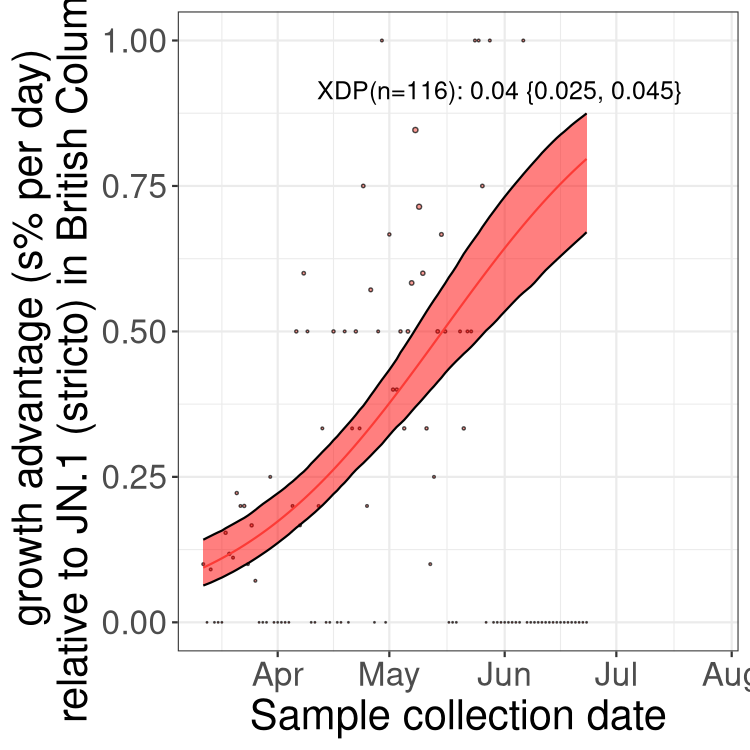 growth advantage (s% per day)
relative to JN.1 (stricto) in British Colum
1.00
0.75
0.50
0.25
0.00
XDP(n=116): 0.04 {0.025, 0.045}
Apr May Jun Jul Aug
Sample collection date